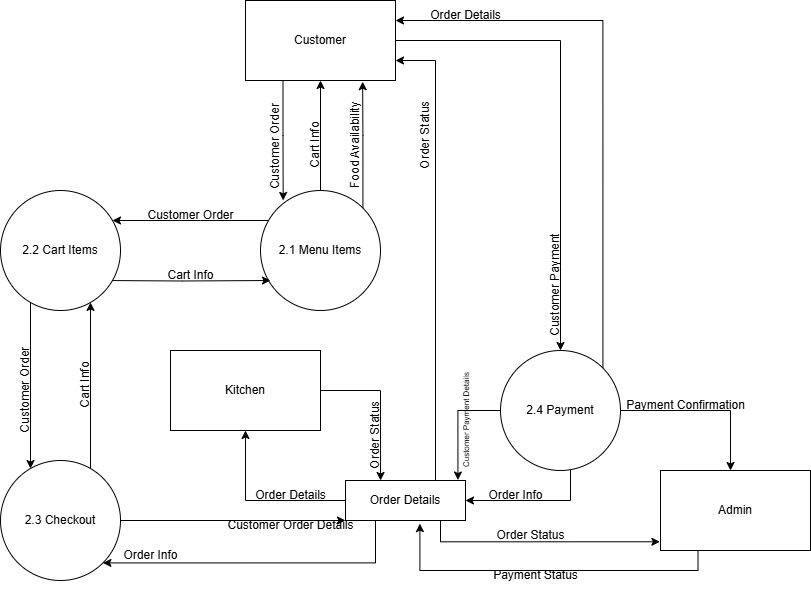 Order Details
Customer
Customer Order
Cart Info
Food Availability
Order Status
Customer Order
2.2 Cart Items
2.1 Menu Items
Cart Info
Customer Payment
Customer Order
Cart Info
Kitchen
Order Status
Customer Payment Details
2.4 Payment
Payment Confirmation
Order Details
Order Details
Order Info
Admin
2.3 Checkout
Customer Order Details
Order Status
Order Info
Payment Status